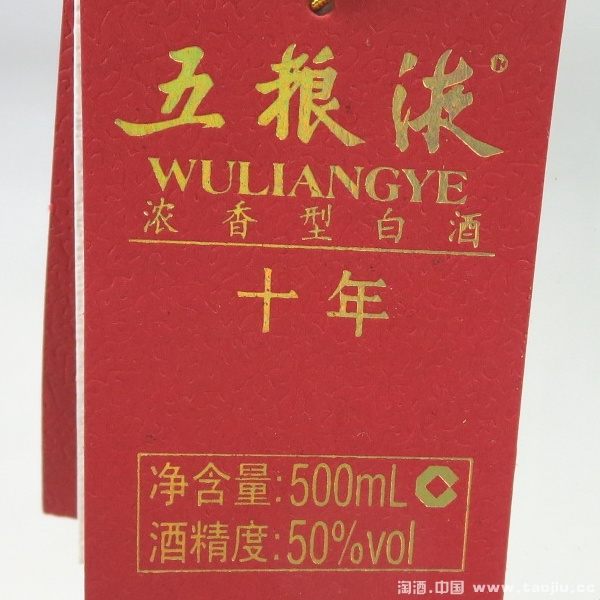 五粮液®
WULIANGYE
浓香型白酒
十年
净含量:500mL
酒精度:50%vol
淘酒.中国 www.taojiu.cc